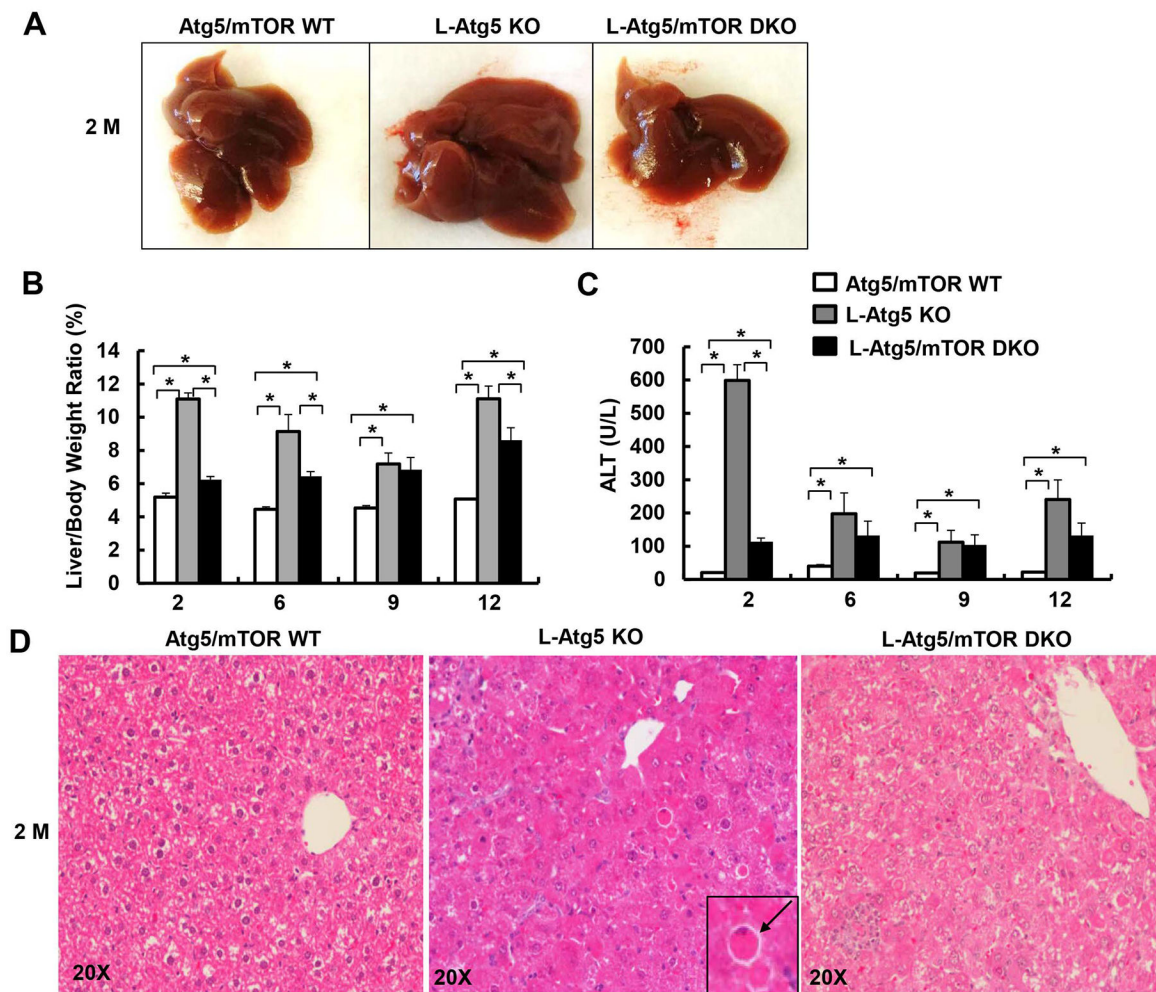 A
Atg5/mTOR WT
L-Atg5 KO
L-Atg5/mTOR DKO
2 M
B
Liver/Body Weight Ratio (%)
14
12
10
8
6
4
2
0
* * *
* * *
* *
* * *
2
6
9
12
C
Atg5/mTOR WT
L-Atg5 KO
L-Atg5/mTOR DKO
ALT (U/L)
700
600
500
400
300
200
100
0
* * *
* *
* *
* *
2
6
9
12
D
Atg5/mTOR WT
L-Atg5 KO
L-Atg5/mTOR DKO
2 M
20X
20X
20X